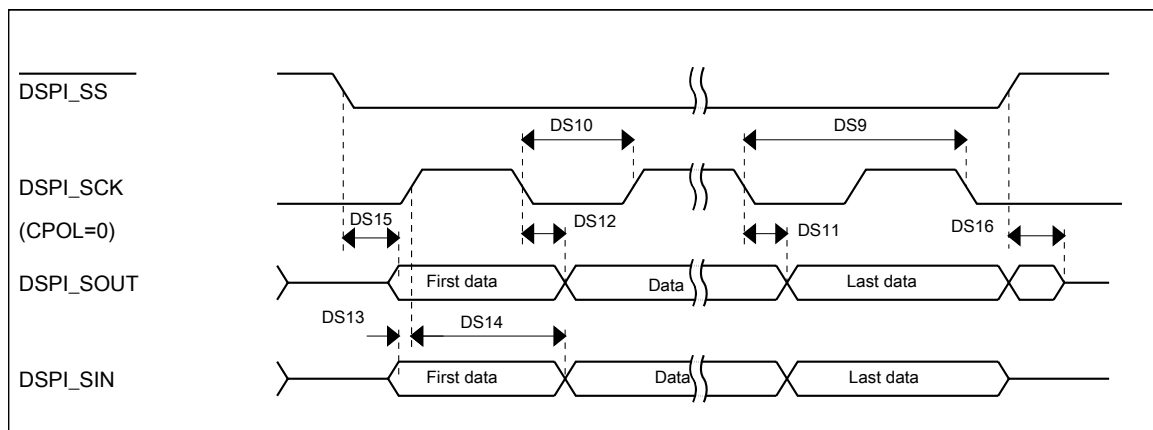 DSPI_SS
DS10
DS9
DSPI_SCK
(CPOL=0)
DS15
DS12
DS11
DS16
DSPI_SOUT
First data
Data
Last data
DS13
DS14
DSPI_SIN
First data
Data
Last data